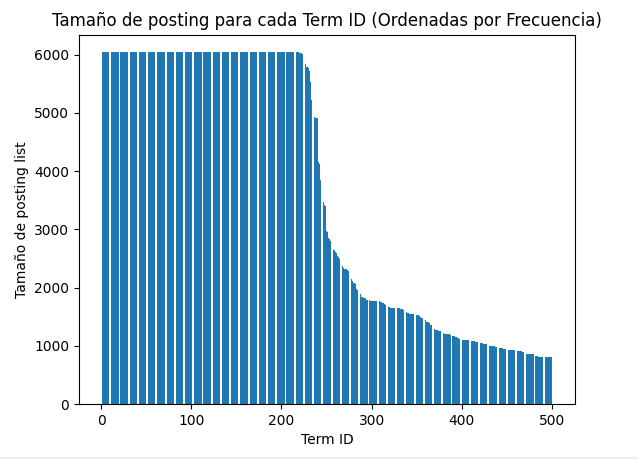 Tamaño de posting para cada Term ID (Ordenadas por Frecuencia)
6000
5000
4000
3000
2000
1000
0
Tamaño de posting list
0 100 200 300 400 500
Term ID